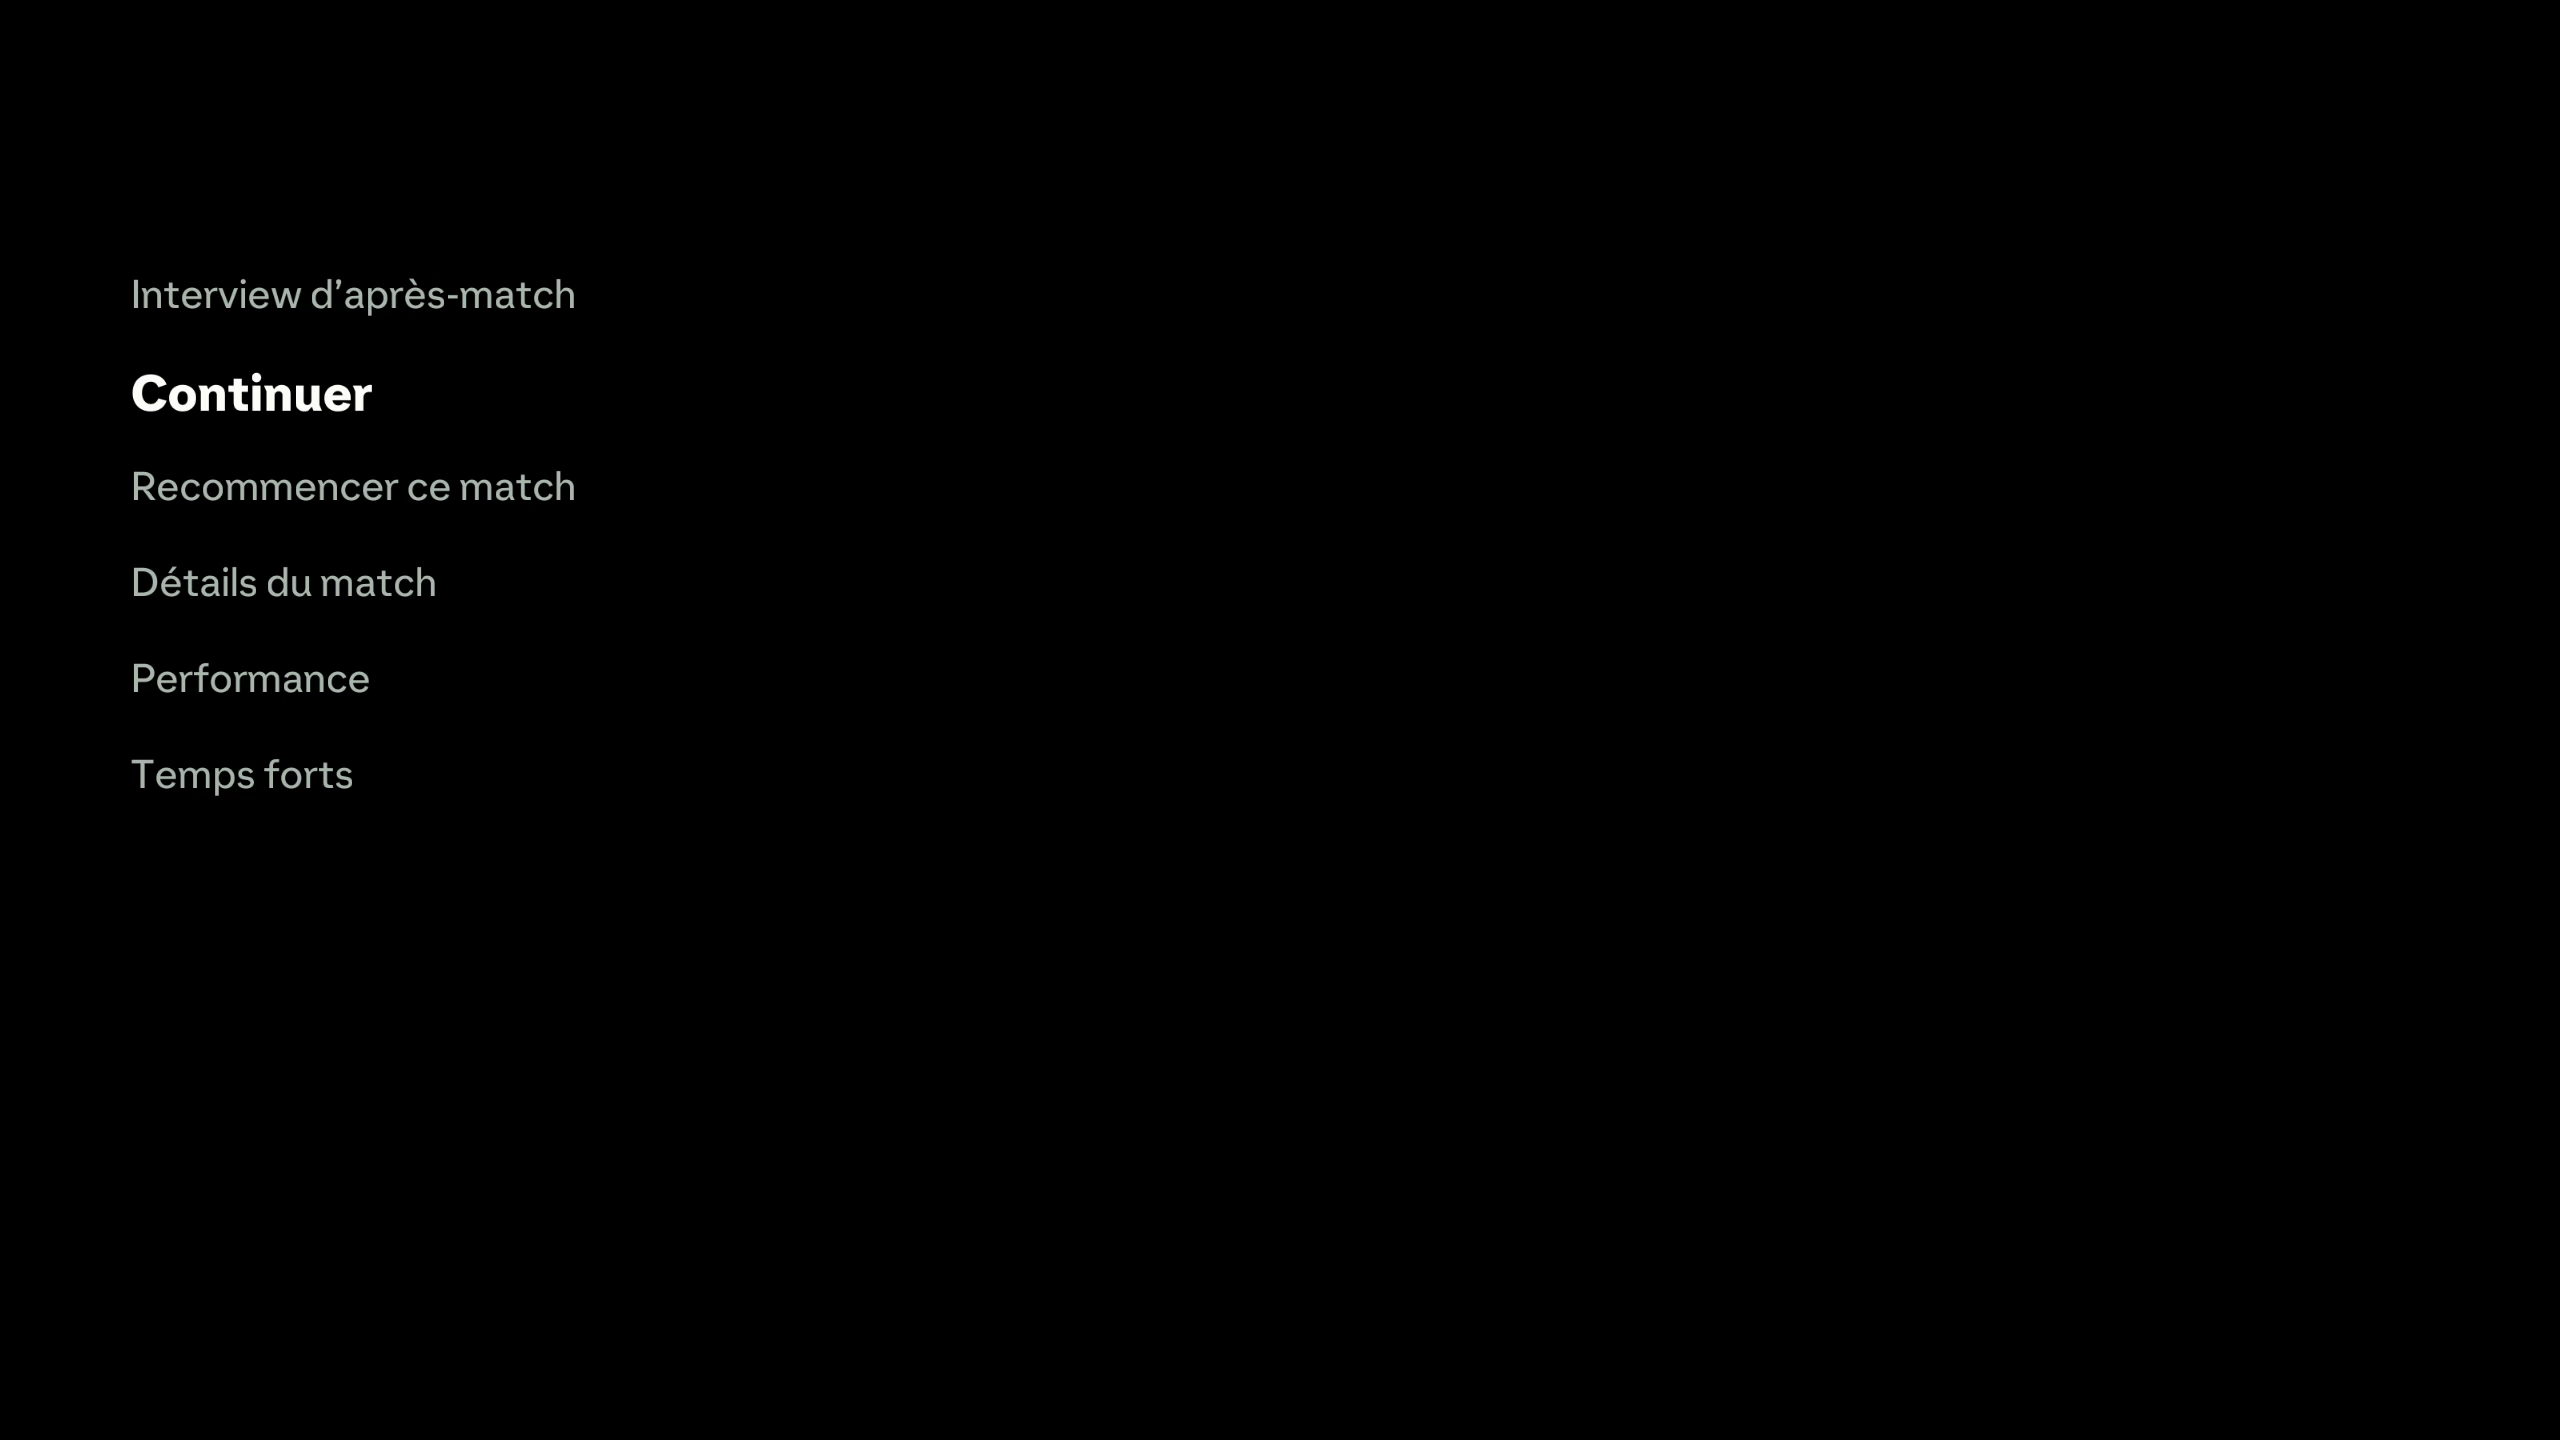 Interview d’après-match
Continuer
Recommencer ce match
Détails du match
Performance
Temps forts